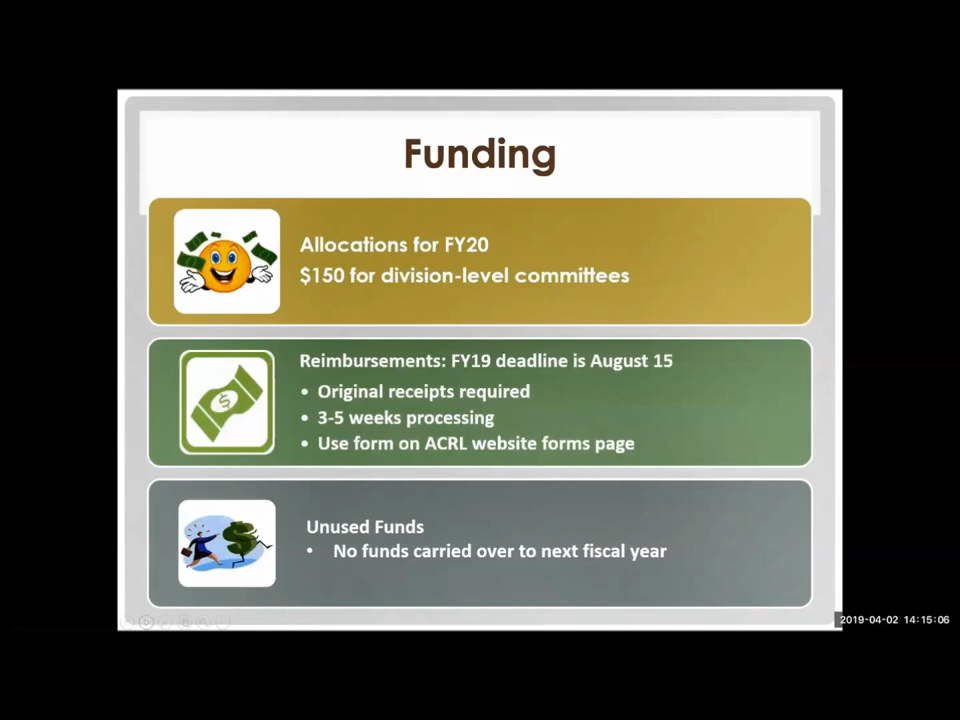 Funding
Allocations for FY20
$150 for division-level committees
Reimbursements: FY19 deadline is August 15
• Original receipts required
• 3-5 weeks processing
• Use form on ACRL website forms page
Unused Funds
• No funds carried over to next fiscal year
2019-04-02 14:15:06